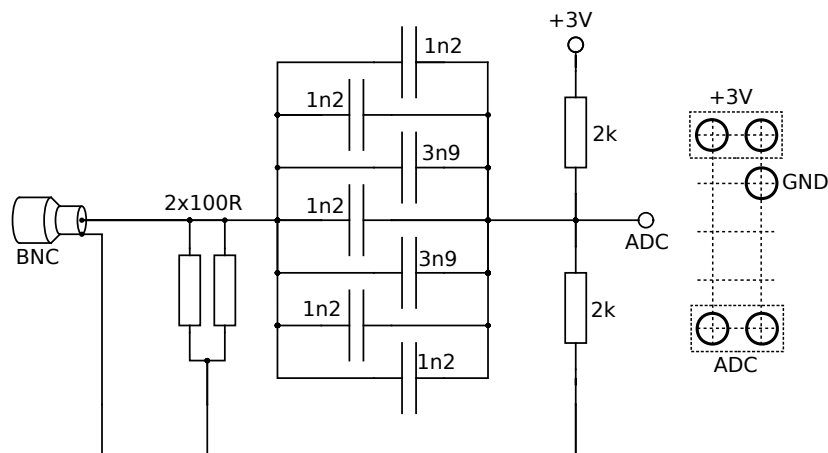 1n2
+3V
1n2
+3V
3n9
2k
2x100R
1n2
GND
BNC
ADC
3n9
1n2
2k
1n2
ADC